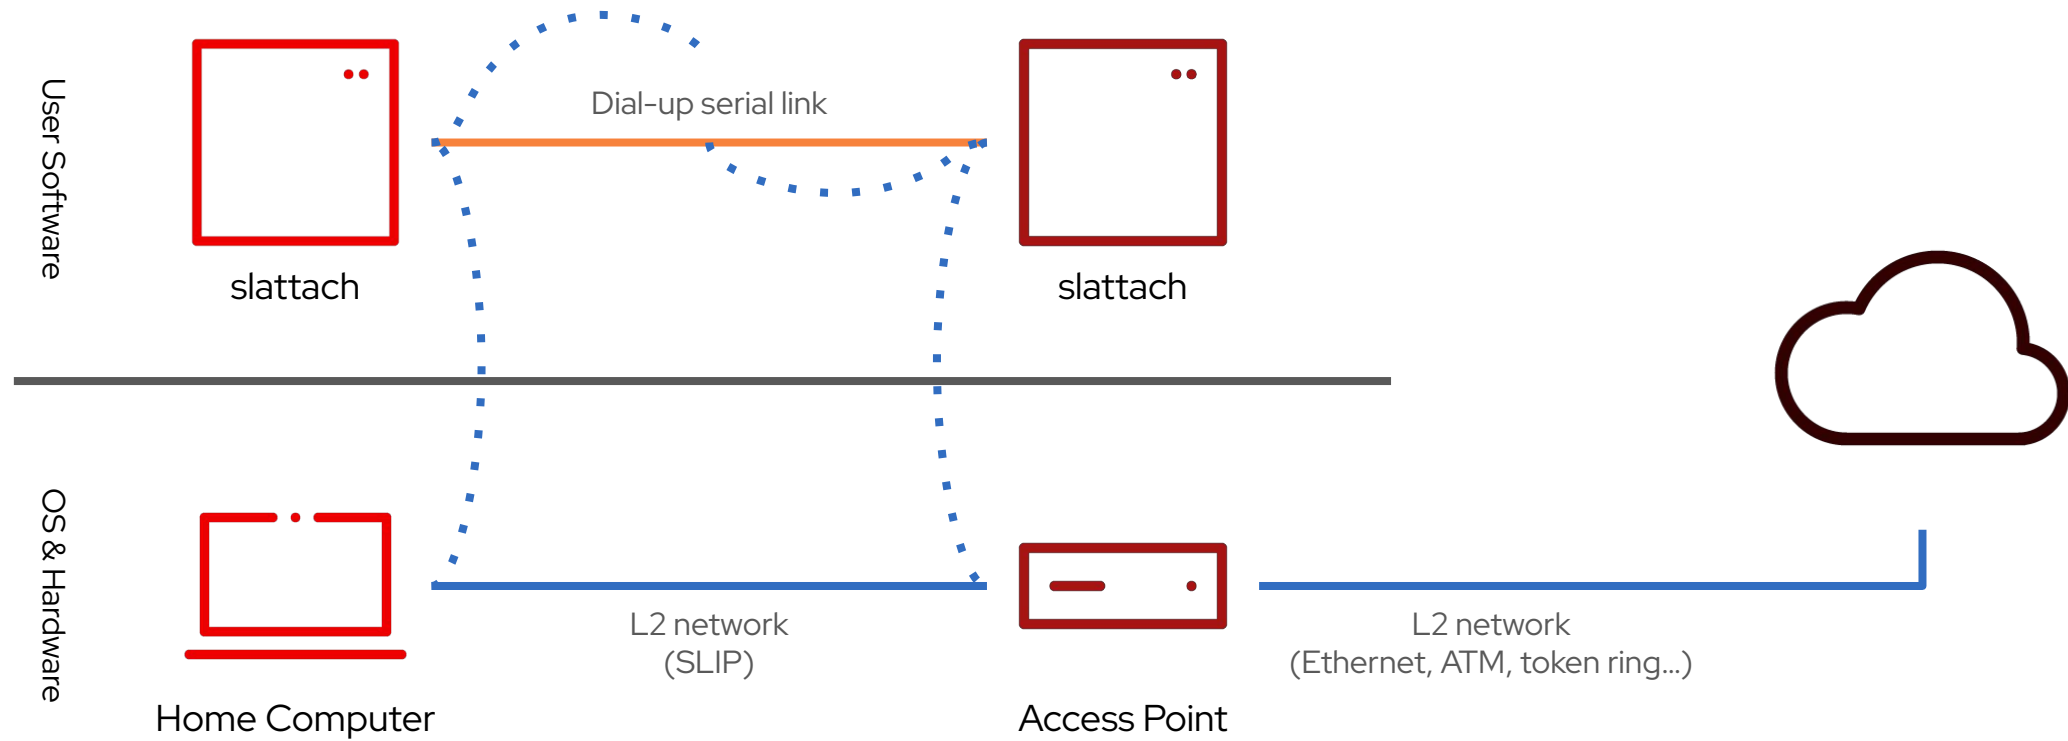 User Software
Dial-up serial link
slattach
slattach
OS & Hardware
L2 network
(SLIP)
L2 network
(Ethernet, ATM, token ring...)
Home Computer
Access Point